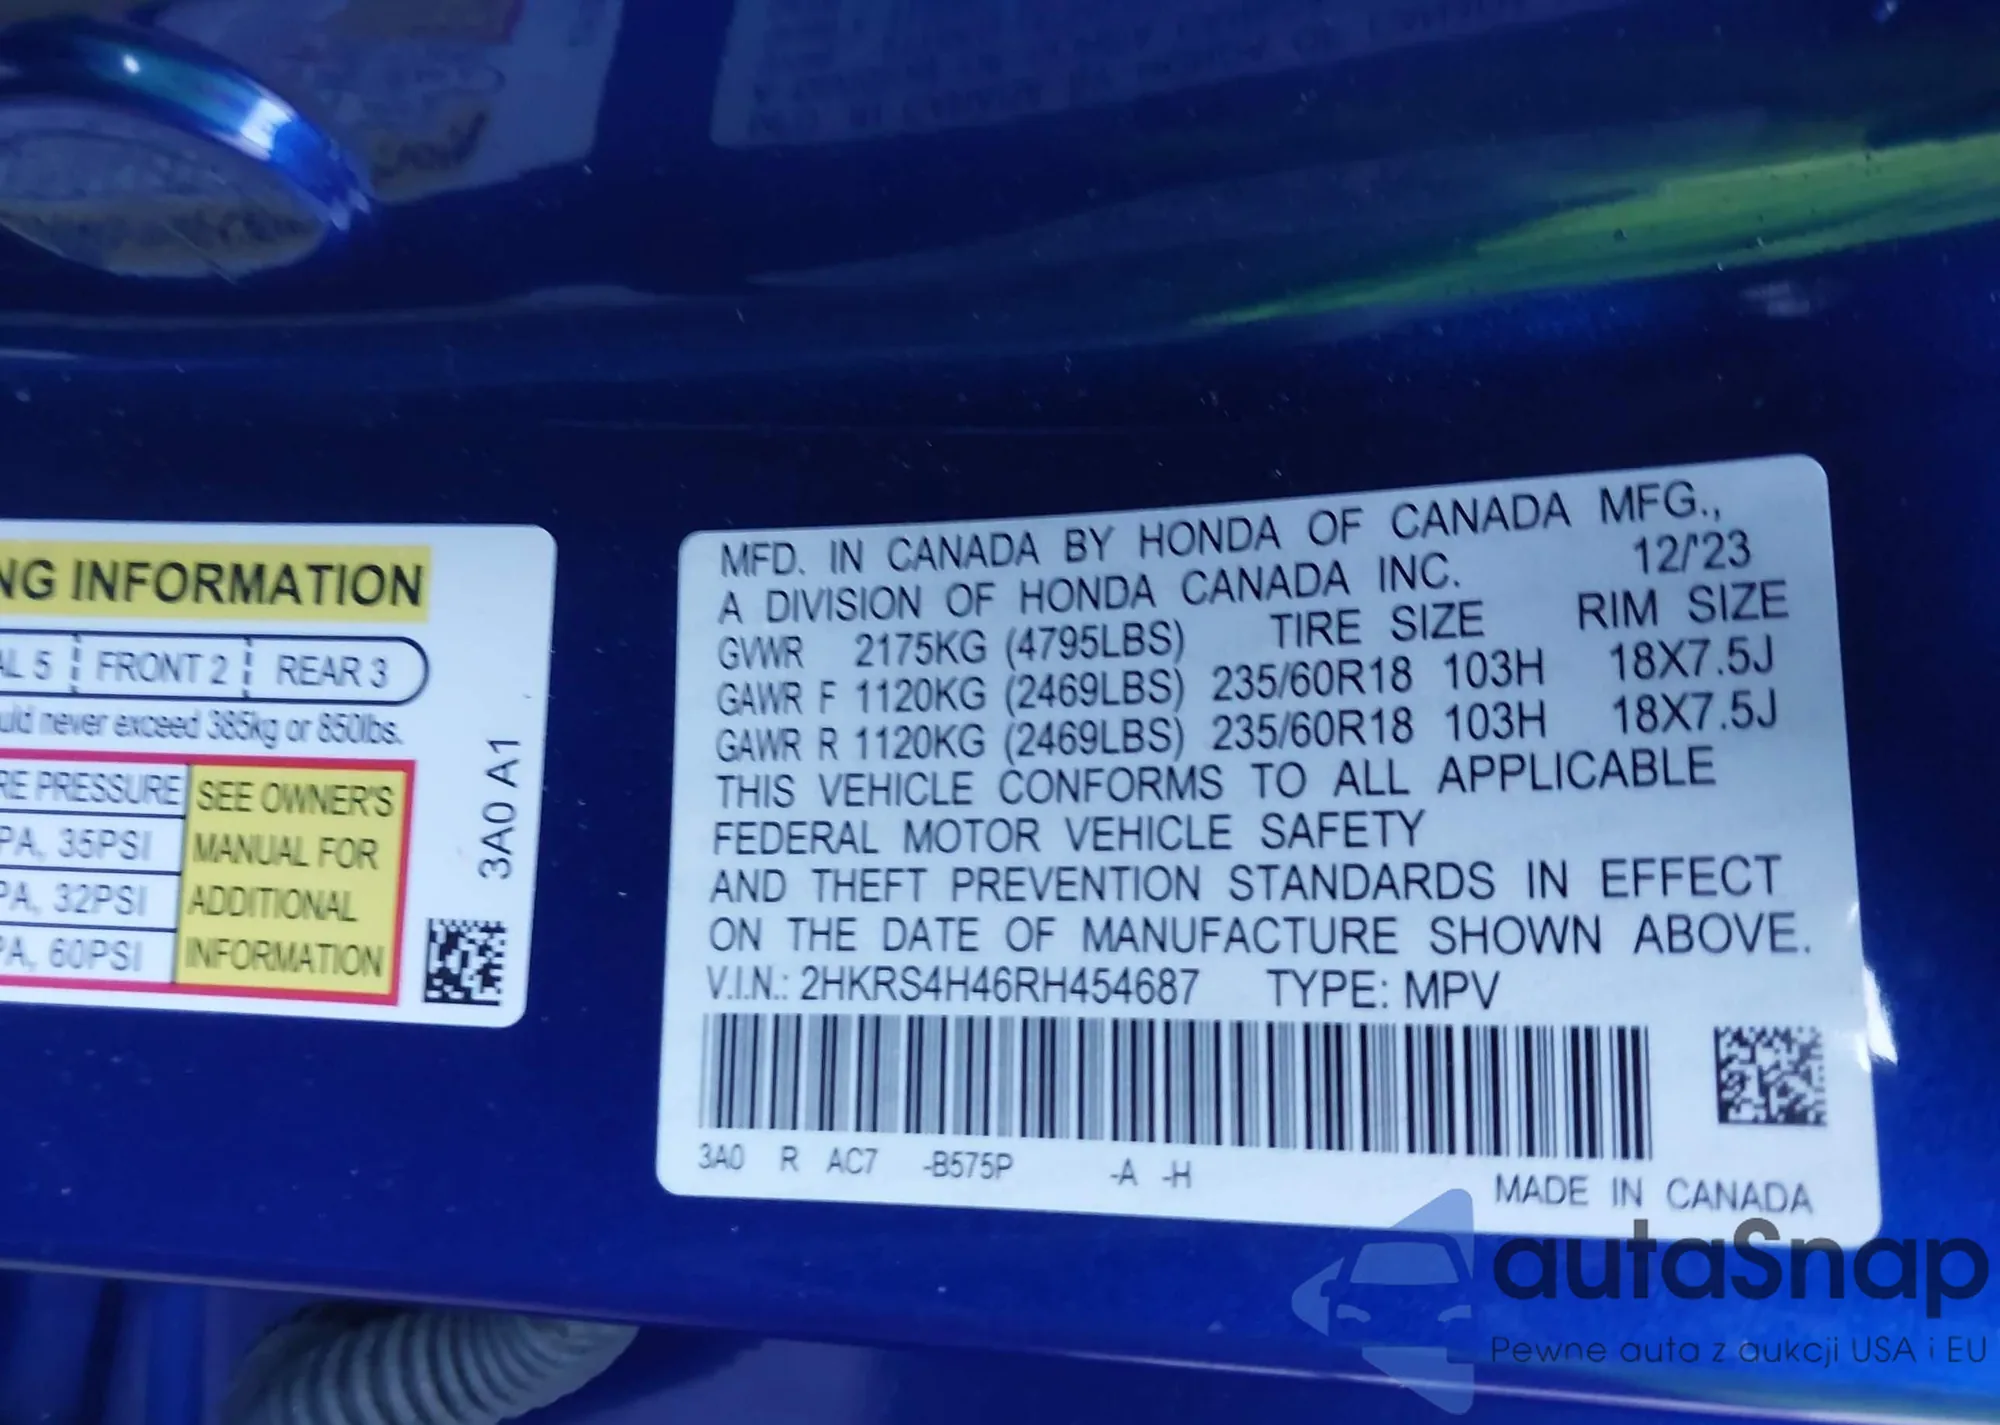 NG INFORMATION
AL 5 FRONT 2 REAR 3
uld never exceed 385kg or 850lbs.
RE PRESSURE
PA, 35PSI
PA, 32PSI
PA, 60PSI
SEE OWNER'S
MANUAL FOR
ADDITIONAL
INFORMATION
3A0 A1
MFD. IN CANADA BY HONDA OF CANADA MFG.,
A DIVISION OF HONDA CANADA INC. 12/'23
GVWR 2175KG (4795LBS) TIRE SIZE RIM SIZE
GAWR F 1120KG (2469LBS) 235/60R18 103H 18X7.5J
GAWR R 1120KG (2469LBS) 235/60R18 103H 18X7.5J
THIS VEHICLE CONFORMS TO ALL APPLICABLE
FEDERAL MOTOR VEHICLE SAFETY
AND THEFT PREVENTION STANDARDS IN EFFECT
ON THE DATE OF MANUFACTURE SHOWN ABOVE.
V.I.N.: 2HKRS4H46RH454687 TYPE: MPV
3A0 R AC7 -B575P -A -H
MADE IN CANADA
autaSnap
Pewne auta z aukcji USA i EU